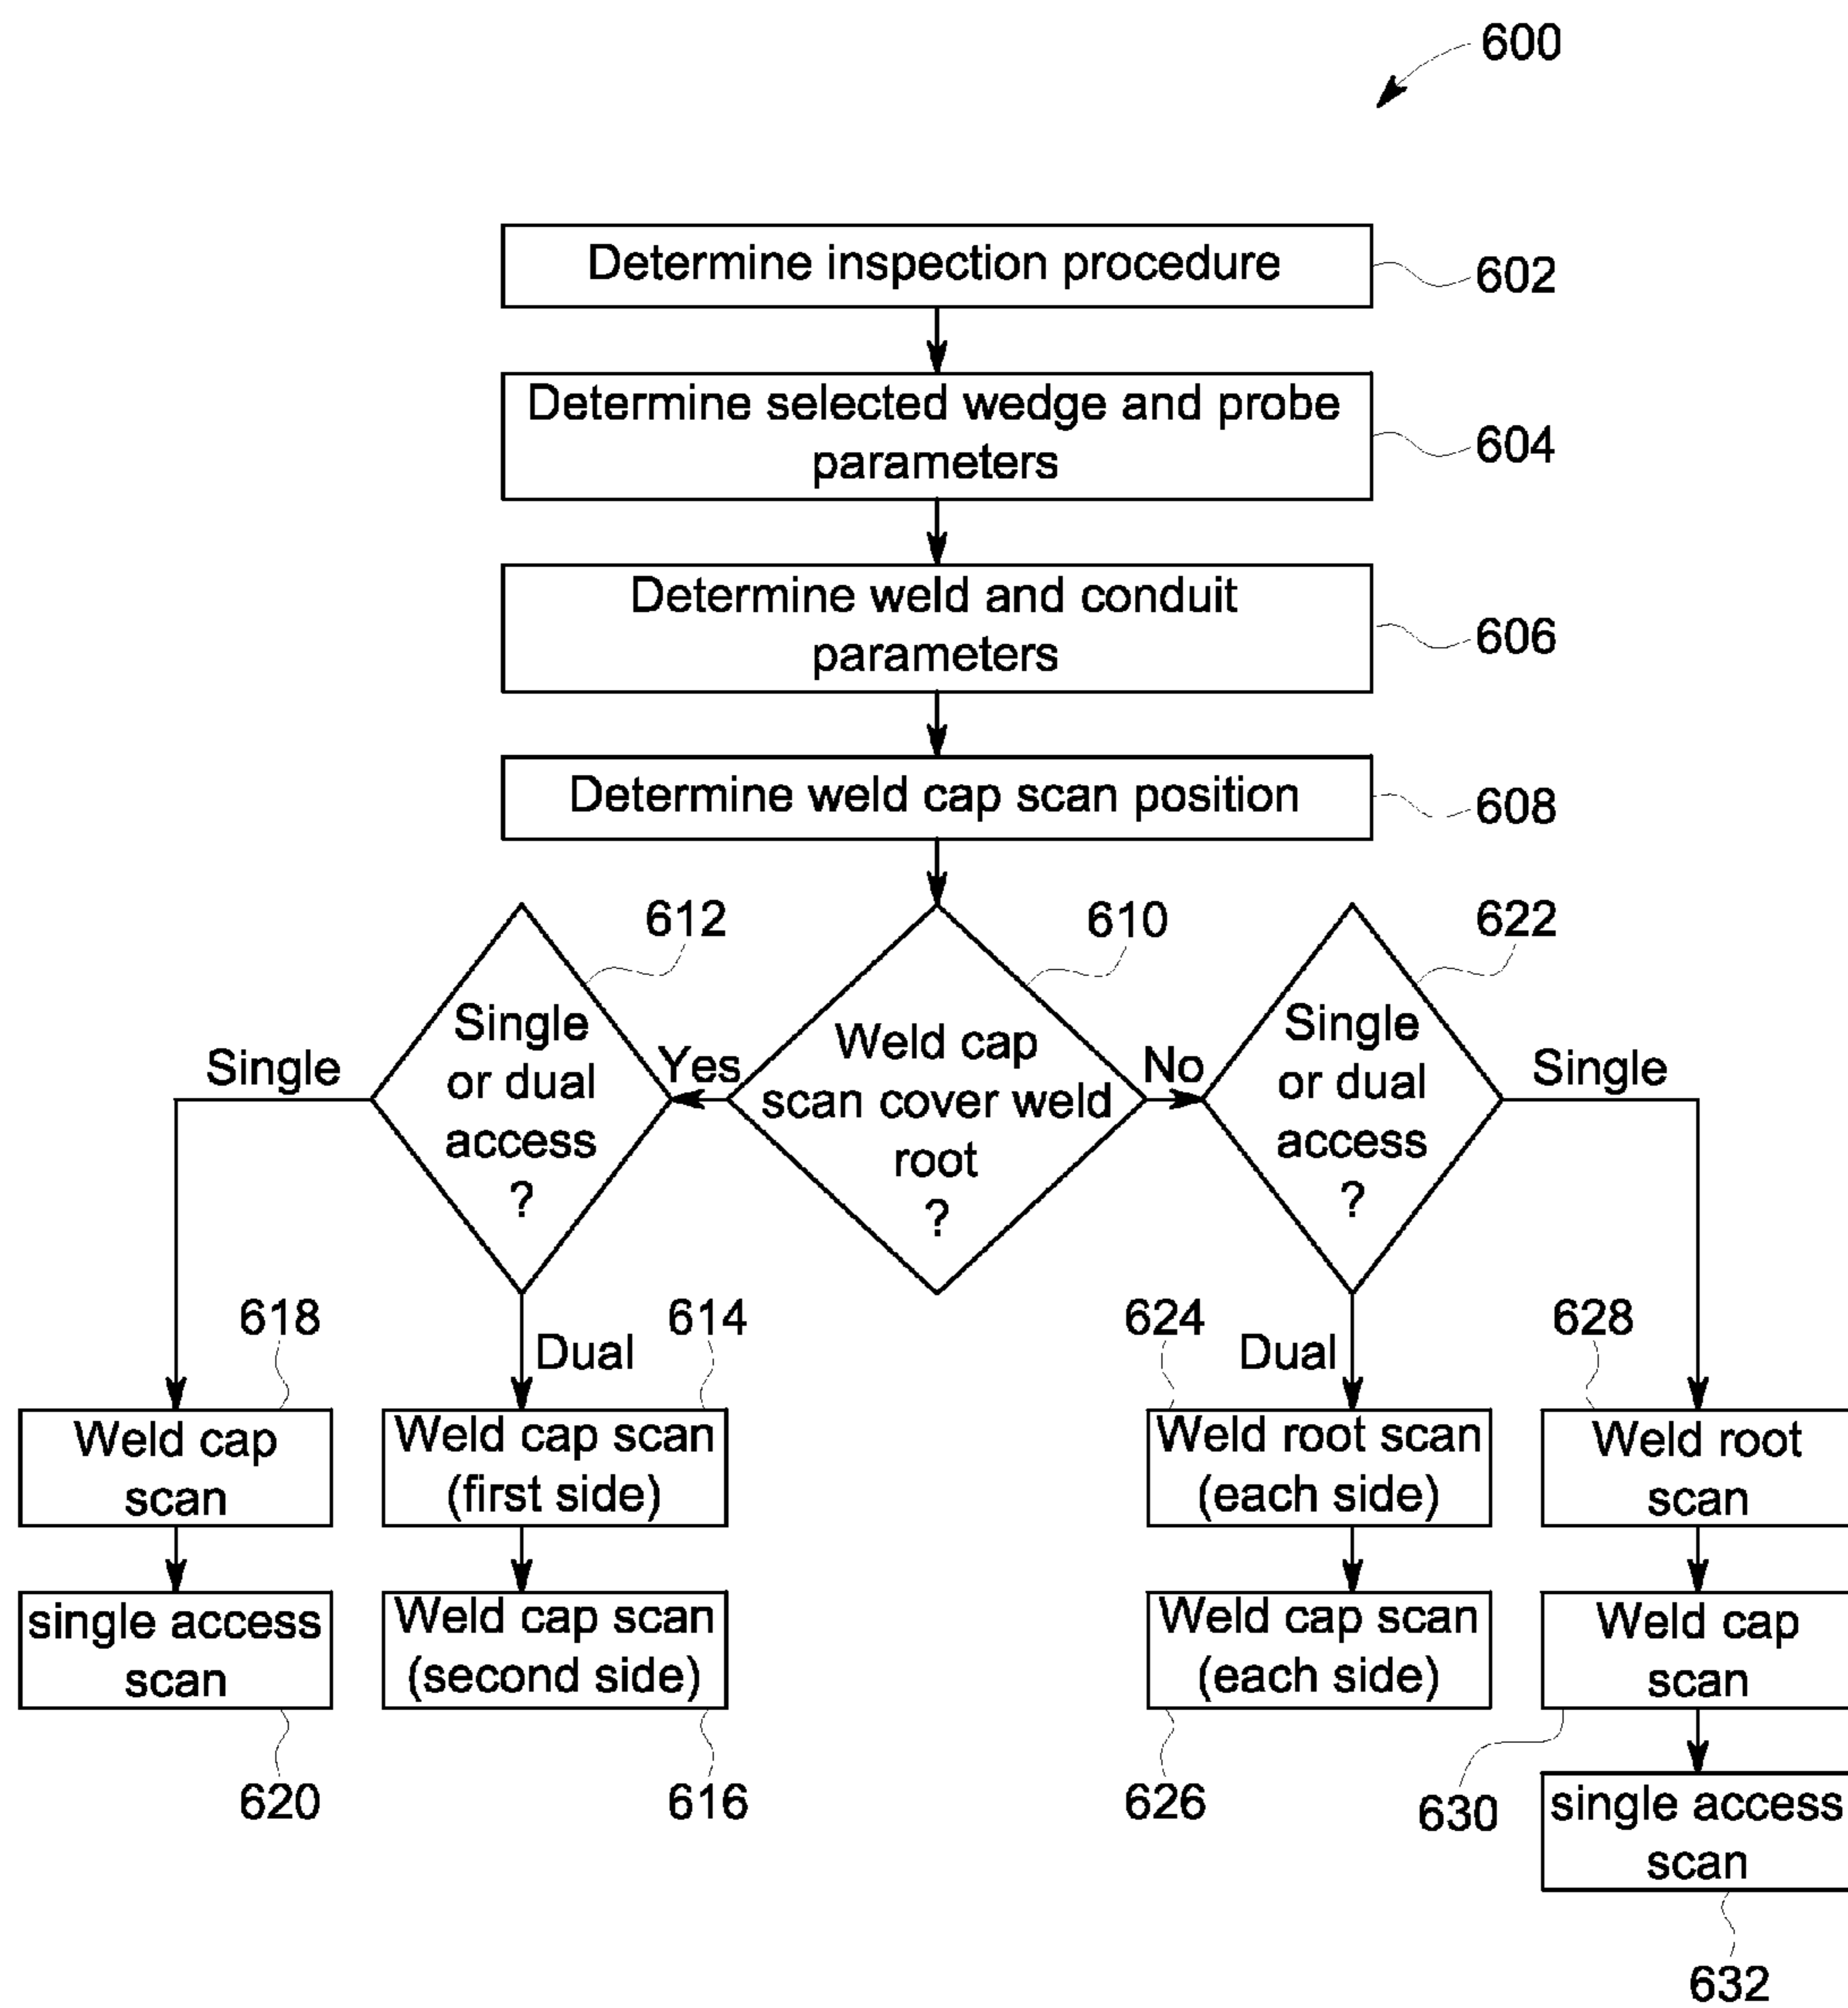 600
Determine inspection procedure
602
Determine selected wedge and probe
parameters
604
Determine weld and conduit
parameters
606
Determine weld cap scan position
608
612
610
622
Single
or dual
access
?
Weld cap
scan cover weld
root
?
Single
or dual
access
?
Single
Yes
No
Single
618
614
624
628
Dual
Dual
Weld cap
scan
Weld cap scan
(first side)
Weld root scan
(each side)
Weld root
scan
single access
scan
Weld cap scan
(second side)
Weld cap scan
(each side)
Weld cap
scan
620
616
626
630
single access
scan
632